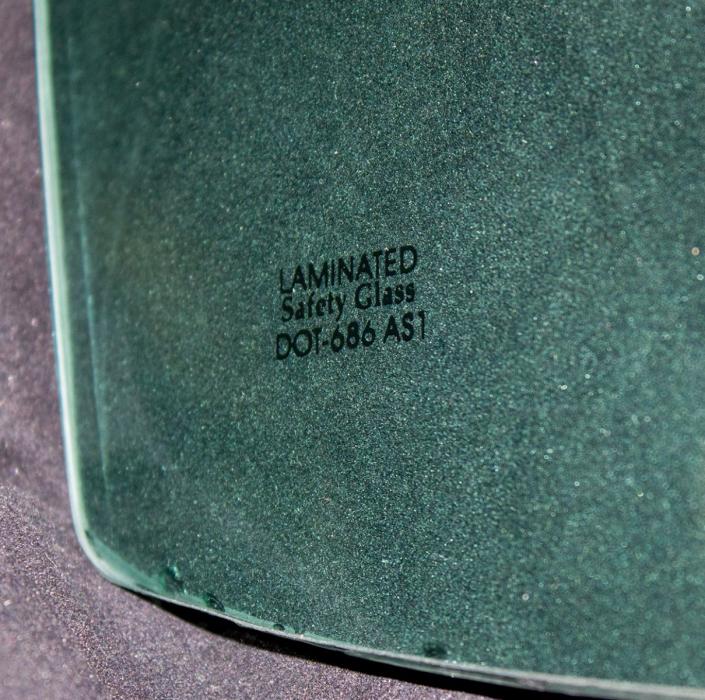 LAMINATED
Safety Glass
DOT-686 AS1